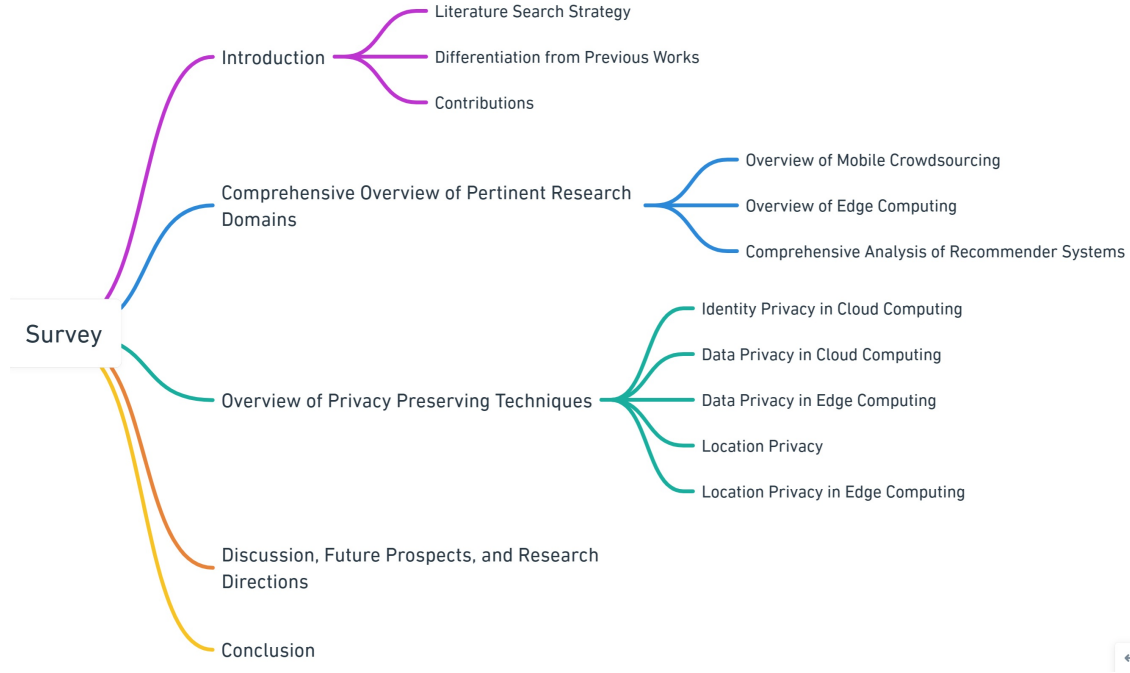 Survey
Introduction
Literature Search Strategy
Differentiation from Previous Works
Contributions
Comprehensive Overview of Pertinent Research
Domains
Overview of Mobile Crowdsourcing
Overview of Edge Computing
Comprehensive Analysis of Recommender Systems
Overview of Privacy Preserving Techniques
Identity Privacy in Cloud Computing
Data Privacy in Cloud Computing
Data Privacy in Edge Computing
Location Privacy
Location Privacy in Edge Computing
Discussion, Future Prospects, and Research
Directions
Conclusion